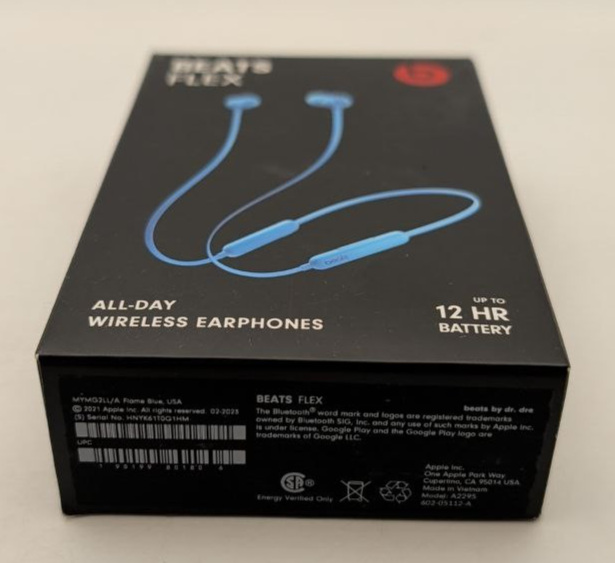 BEATS
FLEX
ALL-DAY
WIRELESS EARPHONES
UP TO
12 HR
BATTERY
MYMG2LL/A Flame Blue, USA
© 2021 Apple Inc. All rights reserved. 02-2023
(S) Serial No. HNYK61T0Q1HM
UPC
BEATS FLEX
beats by dr. dre
The Bluetooth® word mark and logos are registered trademarks
owned by Bluetooth SIG, Inc. and any use of such marks by Apple Inc.
is under license. Google Play and the Google Play logo are
trademarks of Google LLC.
Energy Verified Only
Apple Inc.
One Apple Park Way
Cupertino, CA 95014 USA
Made in Vietnam
Model: A2295
602-05112-A